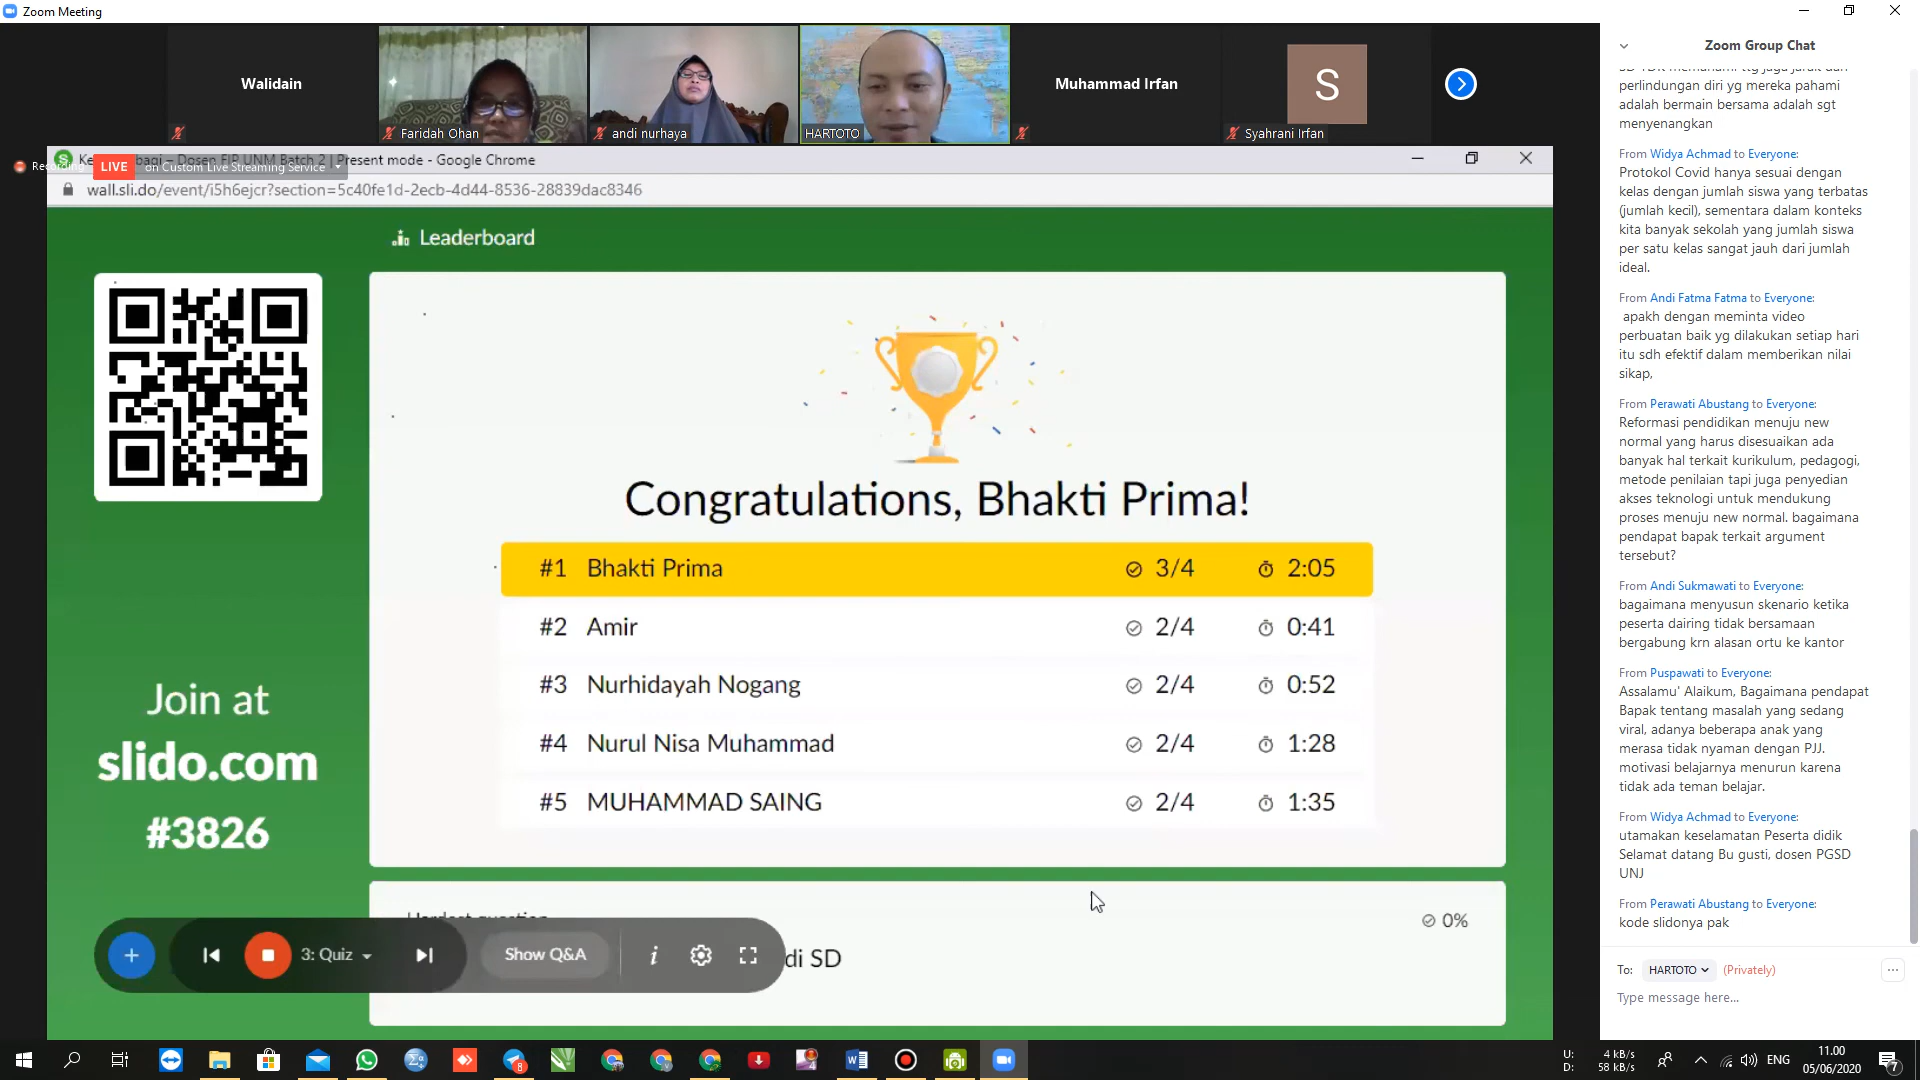 Zoom Meeting
Walidain
Faridah Ohan
andi nurhaya
HARTOTO
Muhammad Irfan
S
Syahrani Irfan
Recording
LIVE
on Custom Live Streaming Service
Dosen FIP UNM Batch 2 | Present mode - Google Chrome
wall.sli.do/event/i5h6ejcr?section=5c40fe1d-2ecb-4d44-8536-28839dac8346
Leaderboard
Congratulations, Bhakti Prima!
#1 Bhakti Prima 3/4 2:05
#2 Amir 2/4 0:41
#3 Nurhidayah Nogang 2/4 0:52
#4 Nurul Nisa Muhammad 2/4 1:28
#5 MUHAMMAD SAING 2/4 1:35
Join at
slido.com
#3826
Hardest question
0%
di SD
3: Quiz
Show Q&A
Zoom Group Chat
perlindungan diri yg mereka pahami
adalah bermain bersama adalah sgt
menyenangkan
From Widya Achmad to Everyone:
Protokol Covid hanya sesuai dengan
kelas dengan jumlah siswa yang terbatas
(jumlah kecil), sementara dalam konteks
kita banyak sekolah yang jumlah siswa
per satu kelas sangat jauh dari jumlah
ideal.
From Andi Fatma Fatma to Everyone:
apakh dengan meminta video
perbuatan baik yg dilakukan setiap hari
itu sdh efektif dalam memberikan nilai
sikap,
From Perawati Abustang to Everyone:
Reformasi pendidikan menuju new
normal yang harus disesuaikan ada
banyak hal terkait kurikulum, pedagogi,
metode penilaian tapi juga penyedian
akses teknologi untuk mendukung
proses menuju new normal. bagaimana
pendapat bapak terkait argument
tersebut?
From Andi Sukmawati to Everyone:
bagaimana menyusun skenario ketika
peserta dairing tidak bersamaan
bergabung krn alasan ortu ke kantor
From Puspawati to Everyone:
Assalamu' Alaikum, Bagaimana pendapat
Bapak tentang masalah yang sedang
viral, adanya beberapa anak yang
merasa tidak nyaman dengan PJJ.
motivasi belajarnya menurun karena
tidak ada teman belajar.
From Widya Achmad to Everyone:
utamakan keselamatan Peserta didik
Selamat datang Bu gusti, dosen PGSD
UNJ
From Perawati Abustang to Everyone:
kode slidonya pak
To: HARTOTO (Privately)
Type message here...
U: 4 kB/s
D: 58 kB/s
ENG
11.00
05/06/2020
7